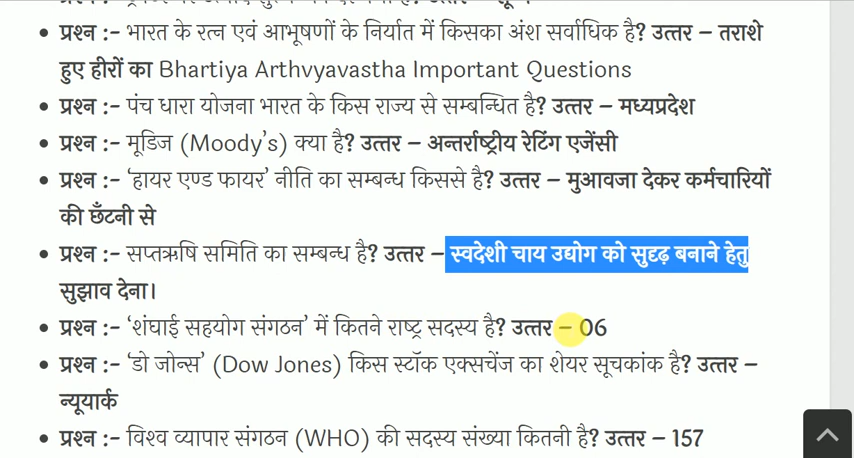 प्रश्न :- भारत के रत्न एवं आभूषणों के निर्यात में किसका अंश सर्वाधिक है? उत्तर – तराशे
हुए हीरों का Bhartiya Arthvyavastha Important Questions
प्रश्न :- पंच धारा योजना भारत के किस राज्य से सम्बन्धित है? उत्तर – मध्यप्रदेश
प्रश्न :- मूडिज (Moody's) क्या है? उत्तर – अन्तर्राष्ट्रीय रेटिंग एजेंसी
प्रश्न :- 'हायर एण्ड फायर' नीति का सम्बन्ध किससे है? उत्तर – मुआवजा देकर कर्मचारियों
की छँटनी से
प्रश्न :- सप्तऋषि समिति का सम्बन्ध है? उत्तर – स्वदेशी चाय उद्योग को सुदृढ़ बनाने हेतु
सुझाव देना।
प्रश्न :- 'शंघाई सहयोग संगठन' में कितने राष्ट्र सदस्य है? उत्तर – 06
प्रश्न :- 'डो जोन्स' (Dow Jones) किस स्टॉक एक्सचेंज का शेयर सूचकांक है? उत्तर –
न्यूयार्क
प्रश्न :- विश्व व्यापार संगठन (WHO) की सदस्य संख्या कितनी है? उत्तर – 157